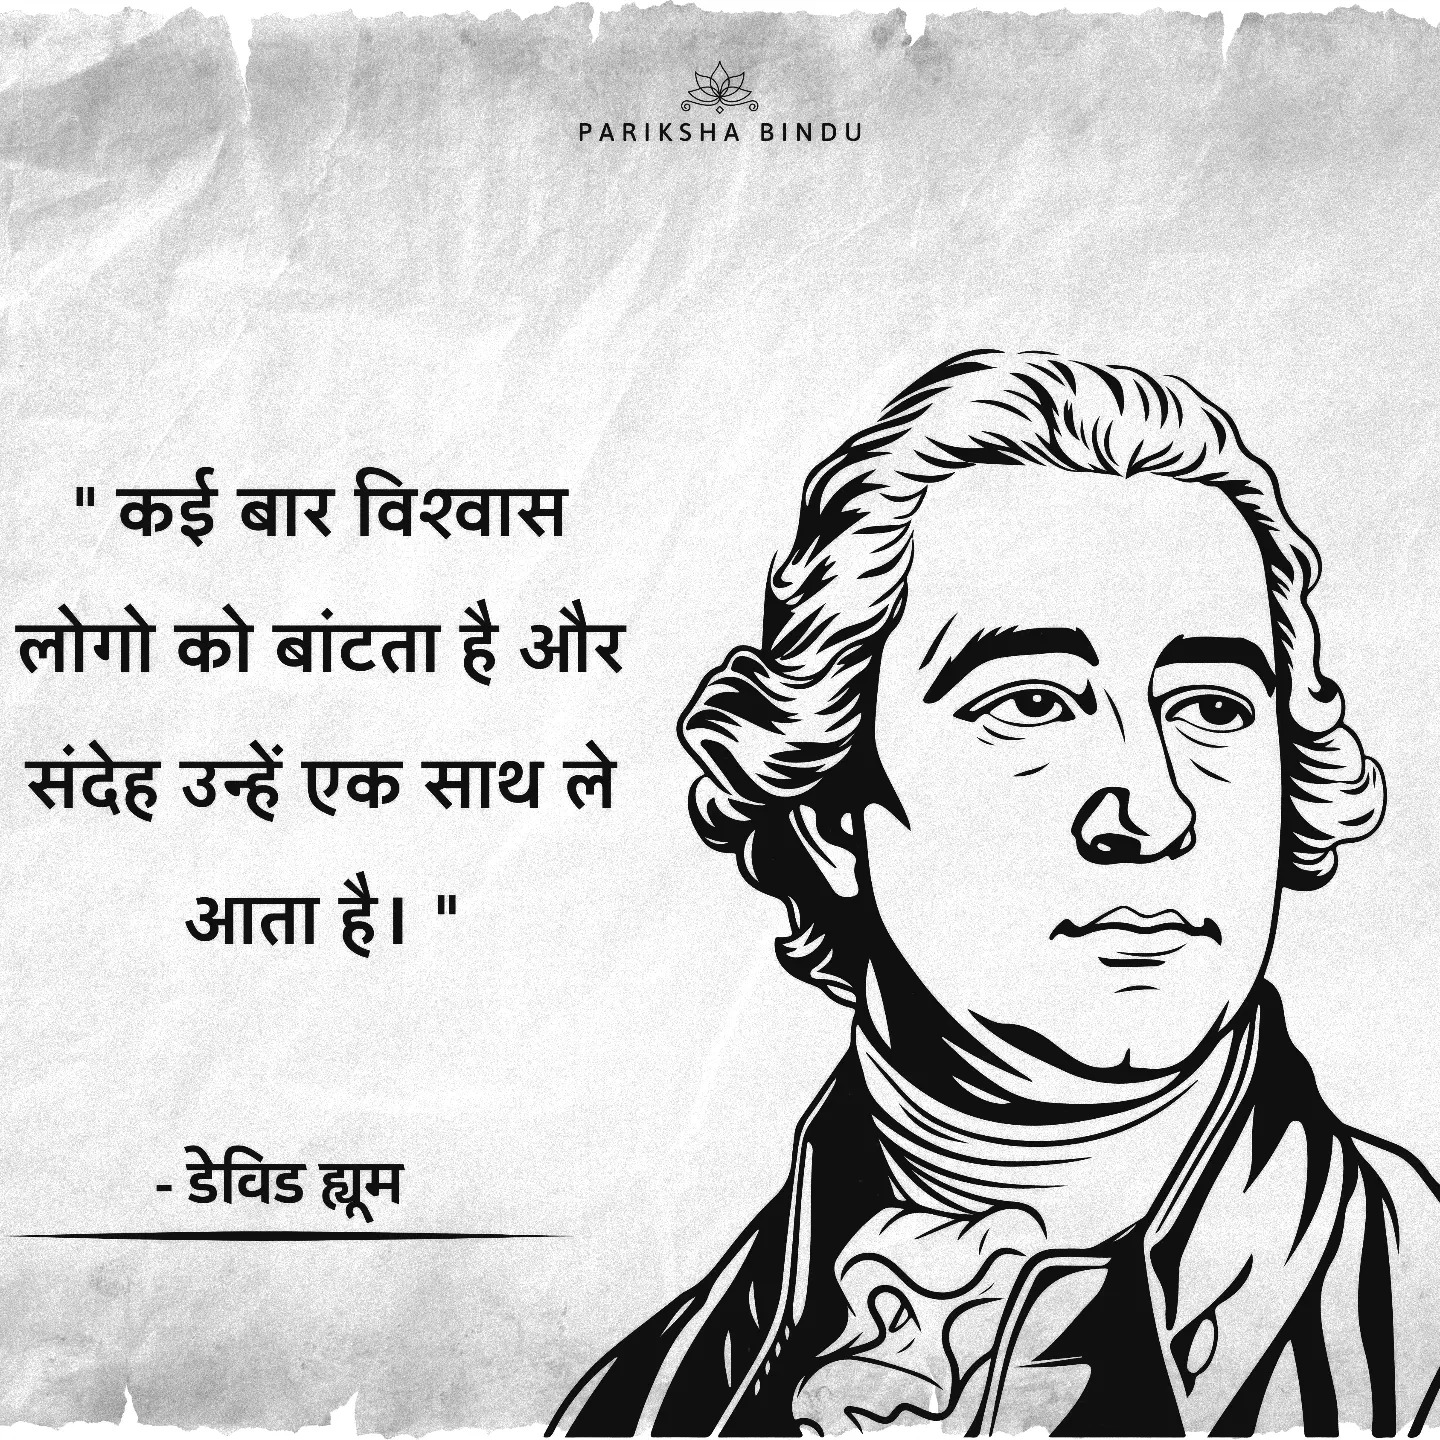 PARIKSHA BINDU
" कई बार विश्वास
लोगो को बांटता है और
संदेह उन्हें एक साथ ले
आता है। "
- डेविड ह्यूम